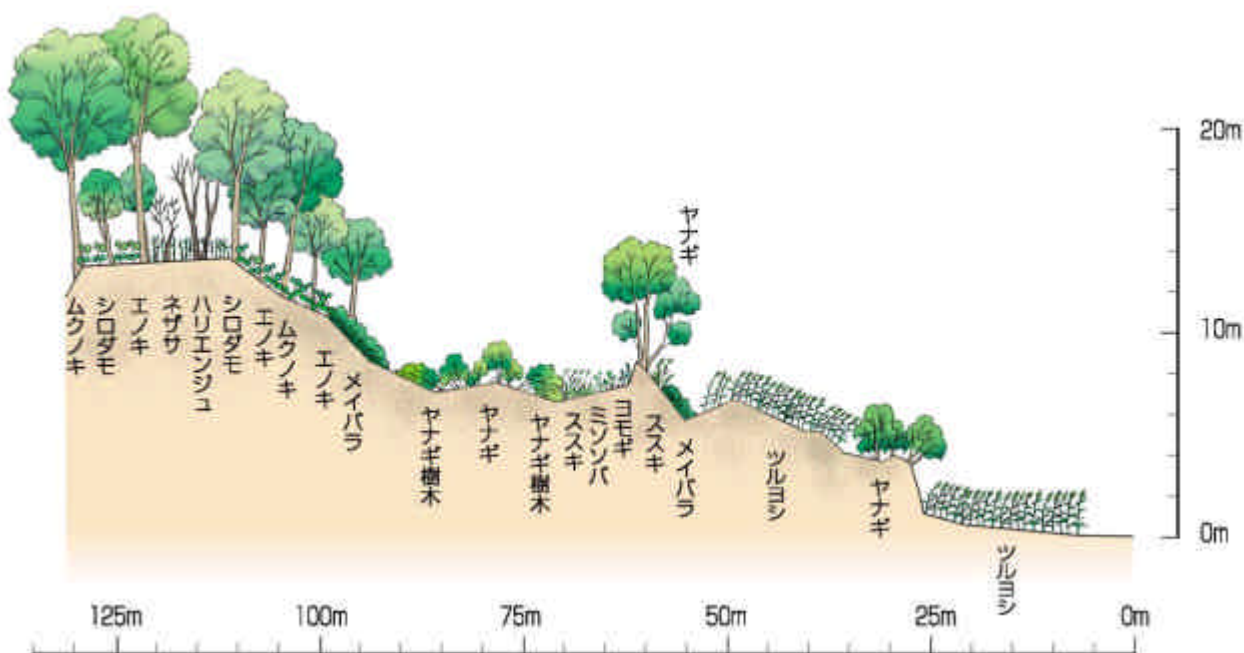 ヤナギ
20m
10m
0m
ムクノキ
シロダモ
エノキ
ネザサ
ハリエンジュ
シロダモ
エノキ
ムクノキ
エノキ
メイバラ
ヤナギ樹木
ヤナギ
ヤナギ樹木
ススキ
ミソソバ
ヨモギ
ススキ
メイバラ
ツルヨシ
ヤナギ
ツルヨシ
125m
100m
75m
50m
25m
0m